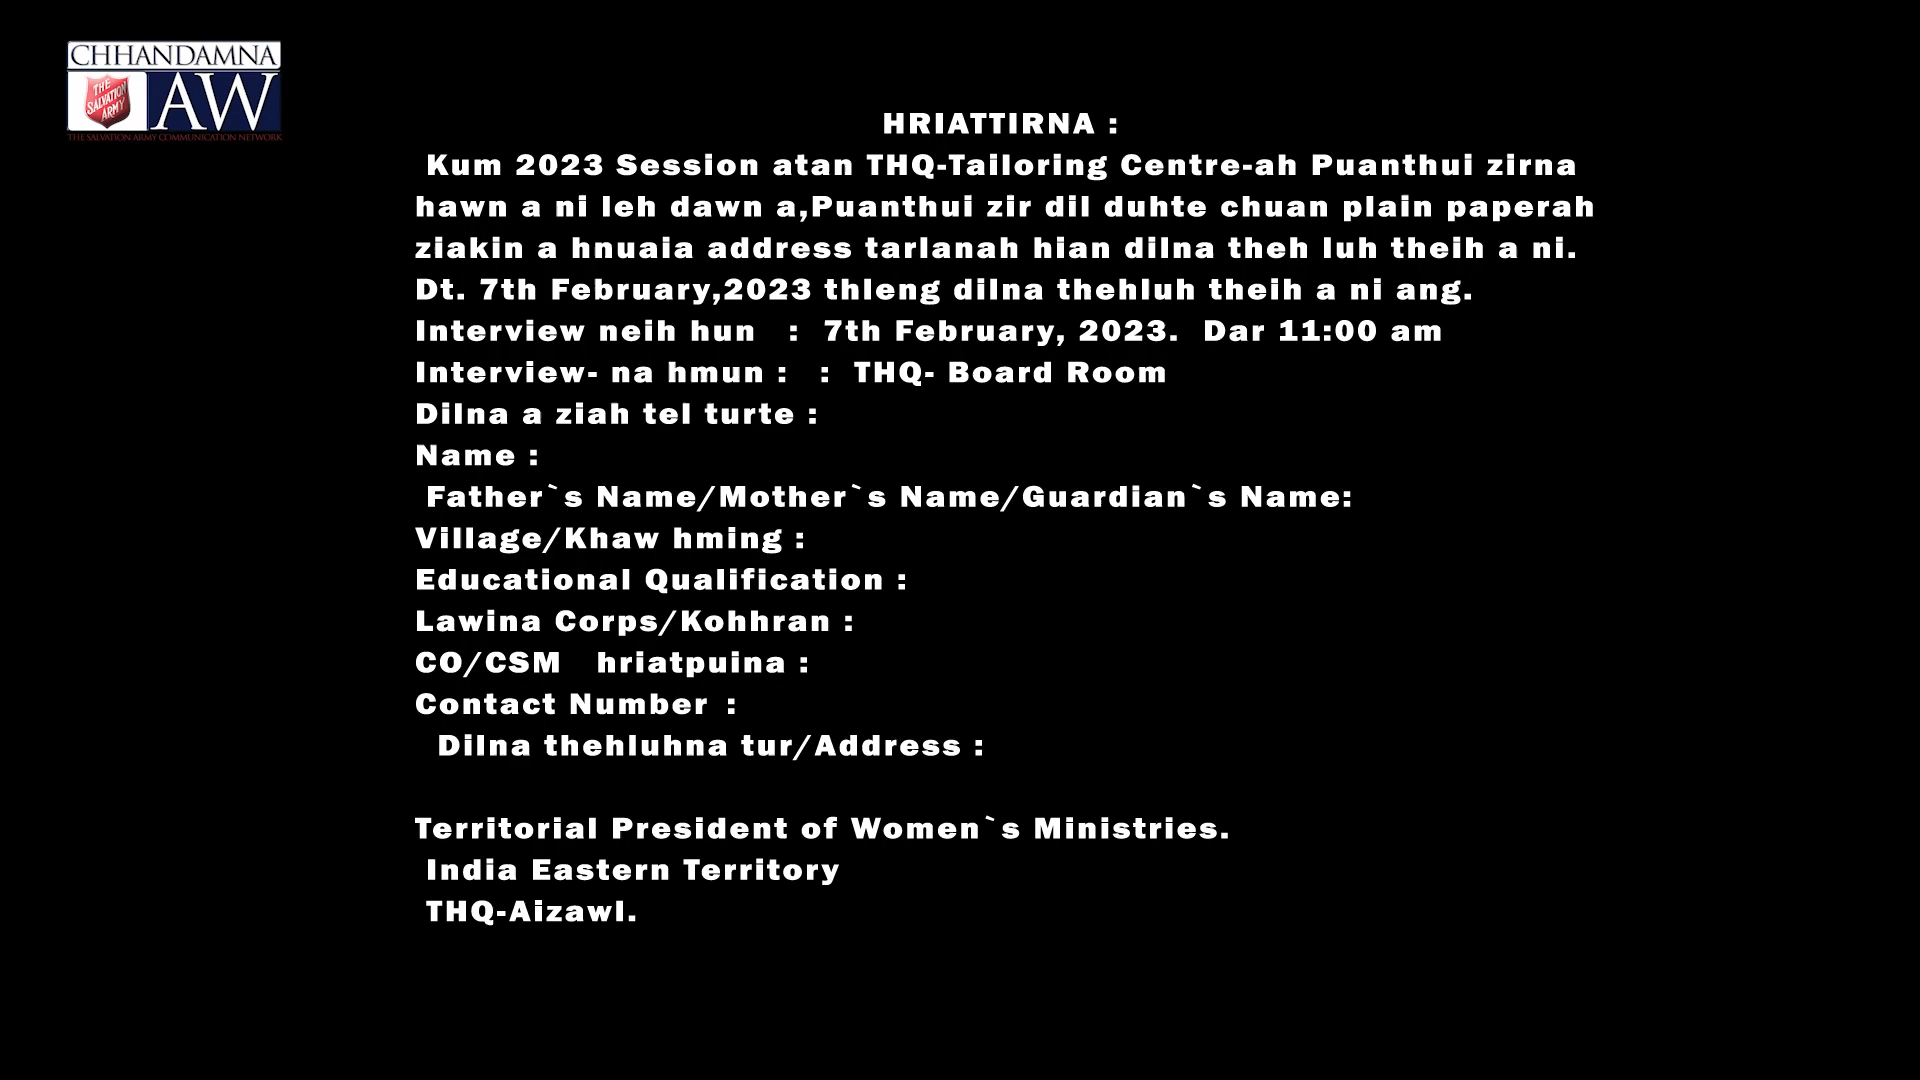 CHHANDAMNA
THE SALVATION ARMY
AW
THE SALVATION ARMY COMMUNICATION NETWORK
HRIATTIRNA :
Kum 2023 Session atan THQ-Tailoring Centre-ah Puanthui zirna
hawn a ni leh dawn a,Puanthui zir dil duhte chuan plain paperah
ziakin a hnuaia address tarlanah hian dilna theh luh theih a ni.
Dt. 7th February,2023 thleng dilna thehluh theih a ni ang.
Interview neih hun : 7th February, 2023. Dar 11:00 am
Interview- na hmun : : THQ- Board Room
Dilna a ziah tel turte :
Name :
Father`s Name/Mother`s Name/Guardian`s Name:
Village/Khaw hming :
Educational Qualification :
Lawina Corps/Kohhran :
CO/CSM hriatpuina :
Contact Number :
Dilna thehluhna tur/Address :
Territorial President of Women`s Ministries.
India Eastern Territory
THQ-Aizawl.